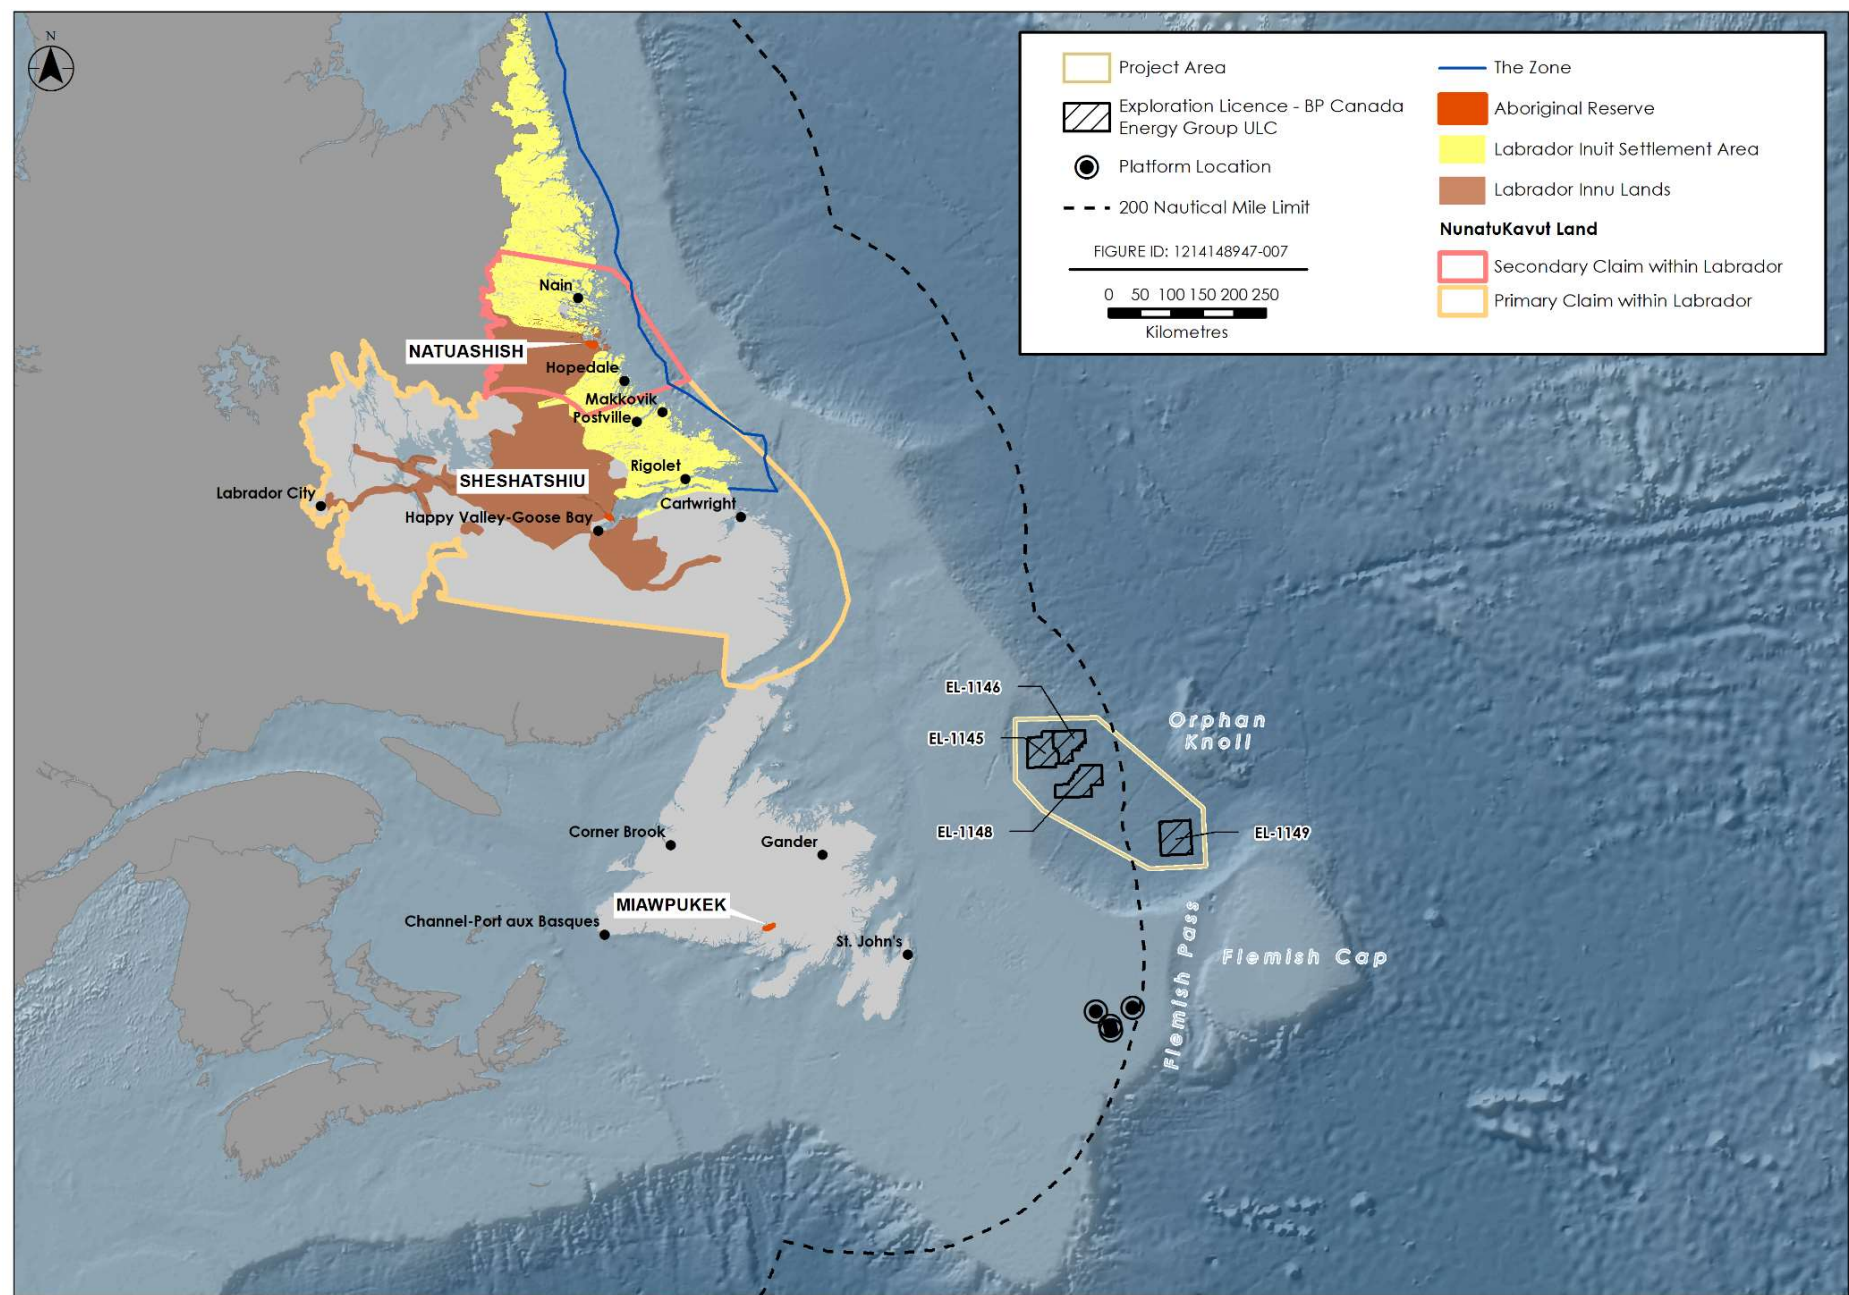 N
Project Area
Exploration Licence - BP Canada
Energy Group ULC
Platform Location
200 Nautical Mile Limit
FIGURE ID: 1214148947-007
0 50 100 150 200 250
Kilometres
The Zone
Aboriginal Reserve
Labrador Inuit Settlement Area
Labrador Innu Lands
NunatuKavut Land
Secondary Claim within Labrador
Primary Claim within Labrador
Nain
NATUASHISH
Hopedale
Makkovik
Postville
Rigolet
SHESHATSHIU
Labrador City
Cartwright
Happy Valley-Goose Bay
EL-1146
Orphan
Knoll
EL-1145
EL-1148
EL-1149
Corner Brook
Gander
MIAWPUKEK
Channel-Port aux Basques
St. John's
Flemish Pass
Flemish Cap